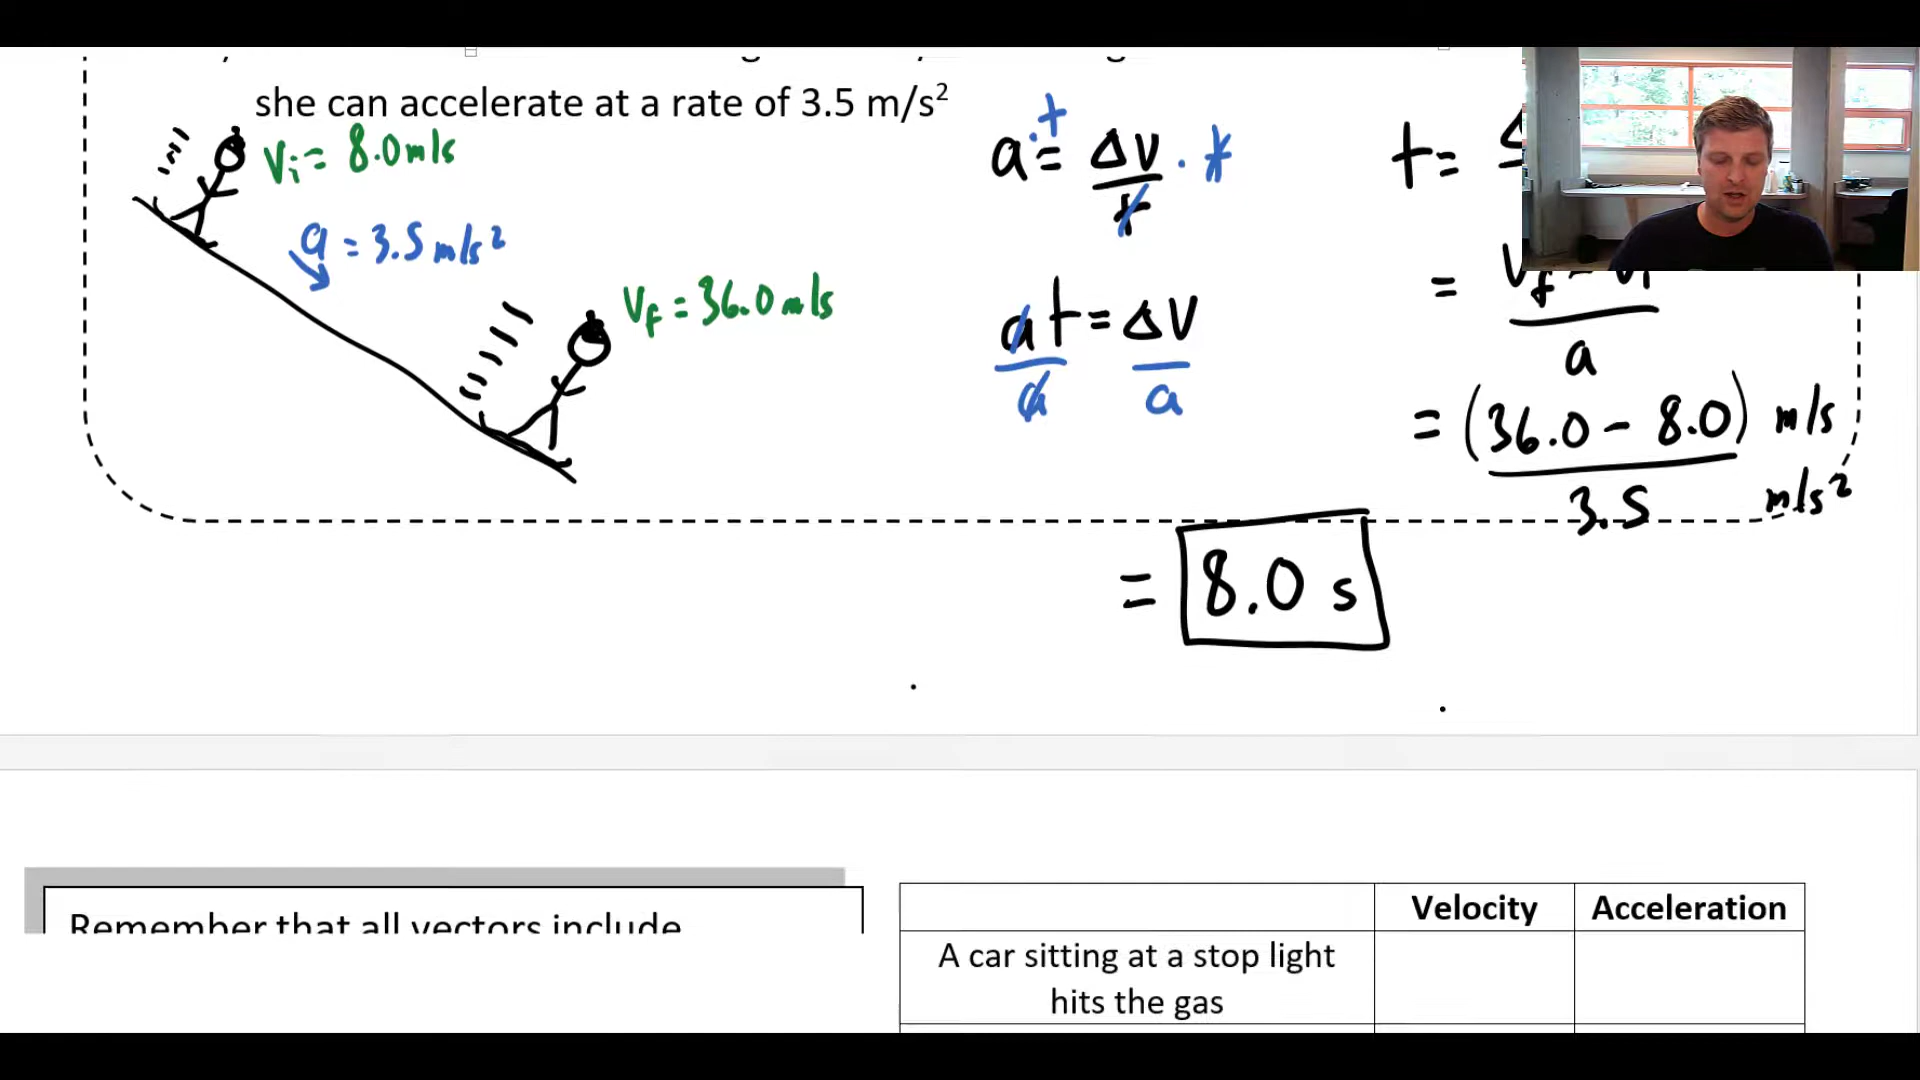 she can accelerate at a rate of 3.5 m/s²
Vi = 8.0 m/s
a = 3.5 m/s²
Vf = 36.0 m/s
a · t = Δv/t · t
at/a = Δv/a
t =
= Vf - Vi / a
= (36.0 - 8.0) m/s / 3.5 m/s²
= 8.0 s
Remember that all vectors include
Velocity Acceleration
A car sitting at a stop light
hits the gas